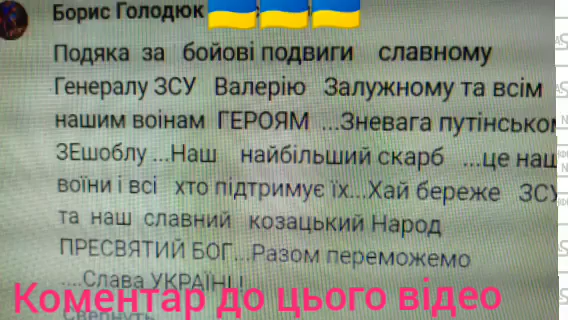 Борис Голодюк 🇺🇦🇺🇦🇺🇦
Подяка за бойові подвиги славному
Генералу ЗСУ Валерію Залужному та всім
нашим воїнам ГЕРОЯМ ...Зневага путінськом
ЗЕшоблу ...Наш найбільший скарб ...це наш
воїни і всі хто підтримує їх...Хай береже ЗСУ
та наш славний козацький Народ
ПРЕСВЯТИЙ БОГ...Разом переможемо
....Слава УКРАЇНІ !
Свернуть
Коментар до цього відео